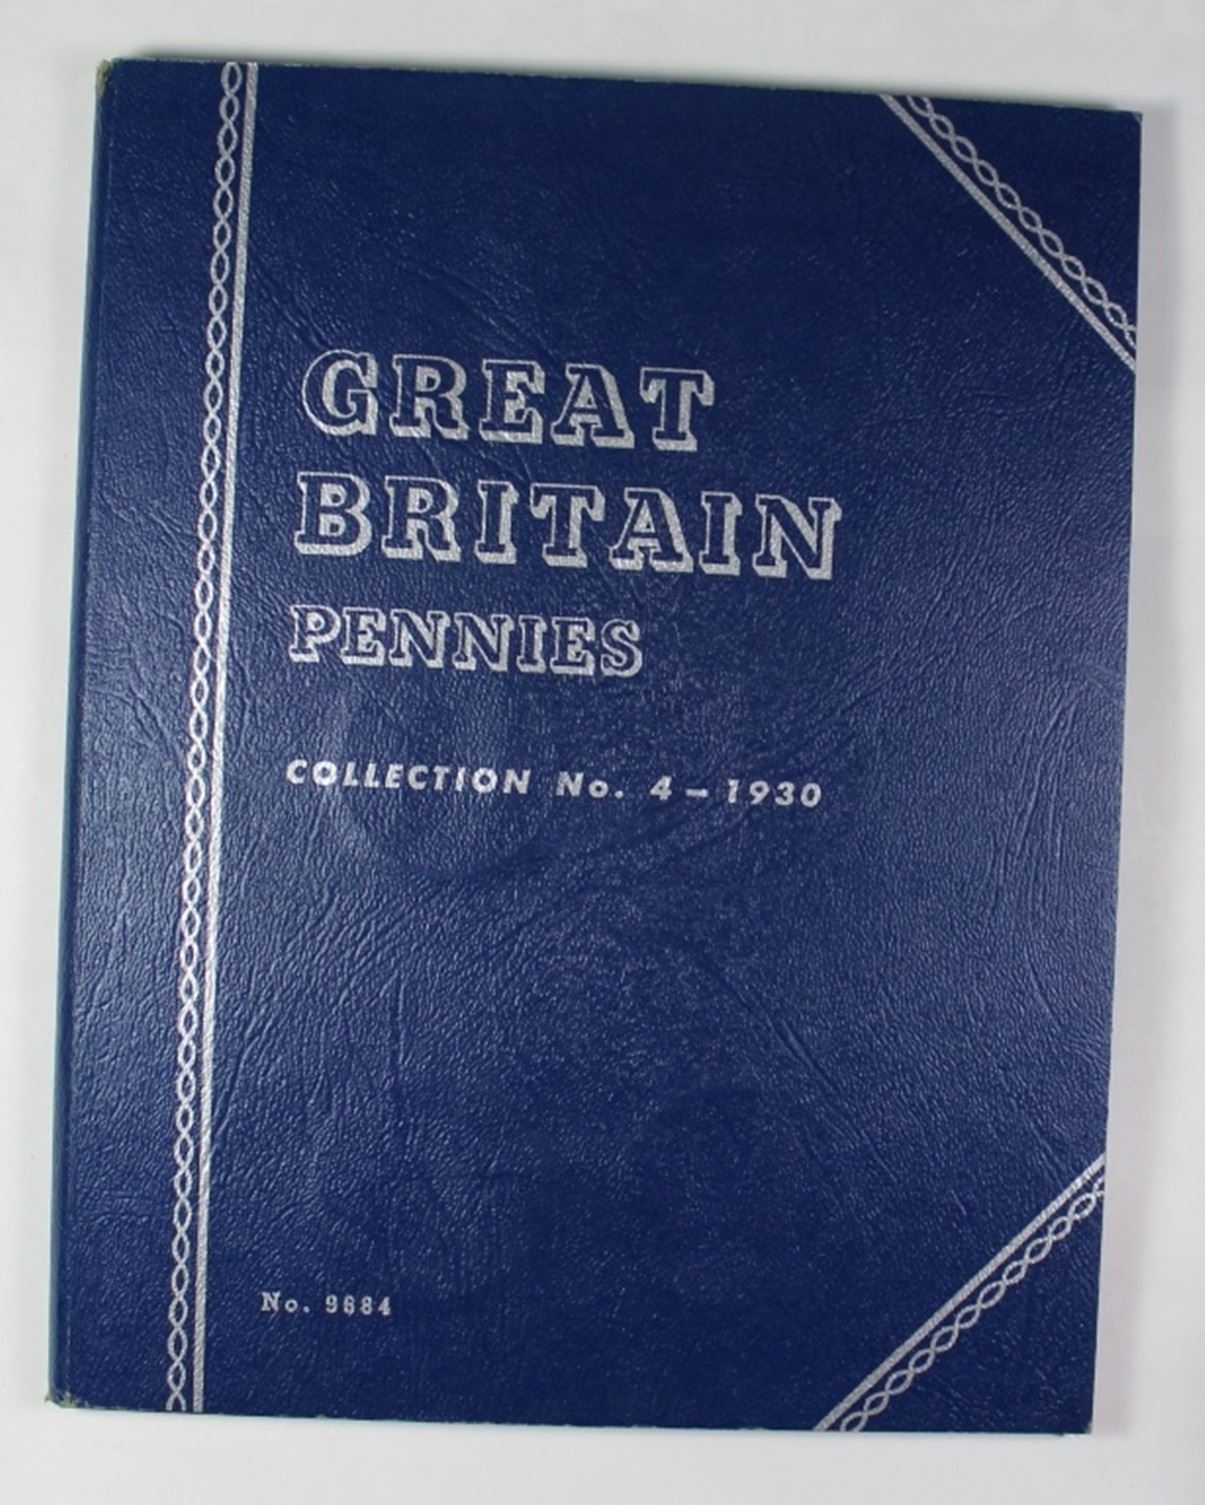 GREAT
BRITAIN
PENNIES
COLLECTION No. 4 – 1930
No. 9684